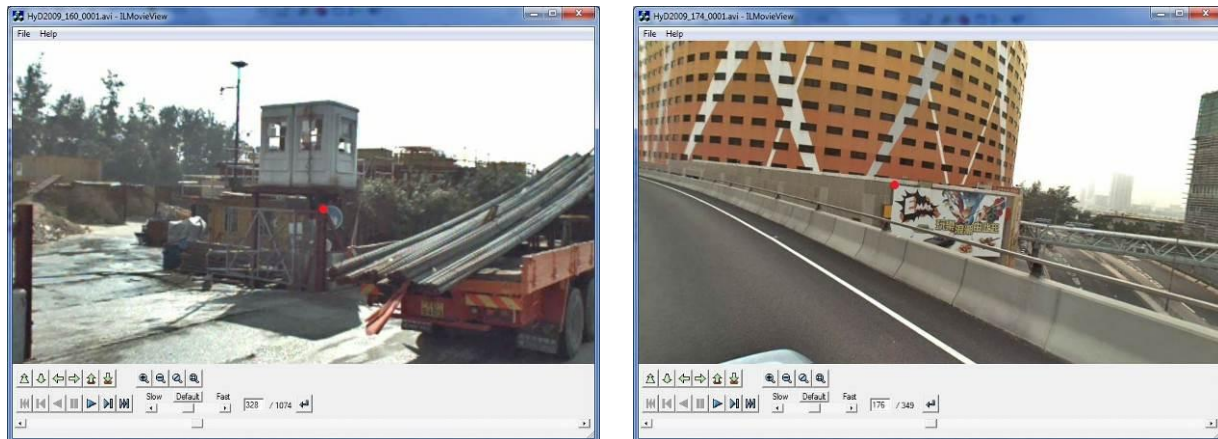 HyD2009_160_0001.avi - ILMovieView
File Help
Slow Default Fast
328 / 1074
HyD2009_174_0001.avi - ILMovieView
File Help
Slow Default Fast
176 / 349